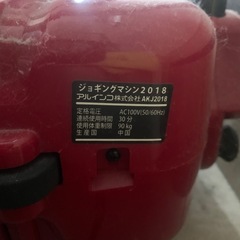 ジョギングマシン2018
アルインコ株式会社 AKJ2018
定格電圧 AC100V(50/60Hz)
連続使用時間 30分
使用体重制限 90kg
生産国 中国